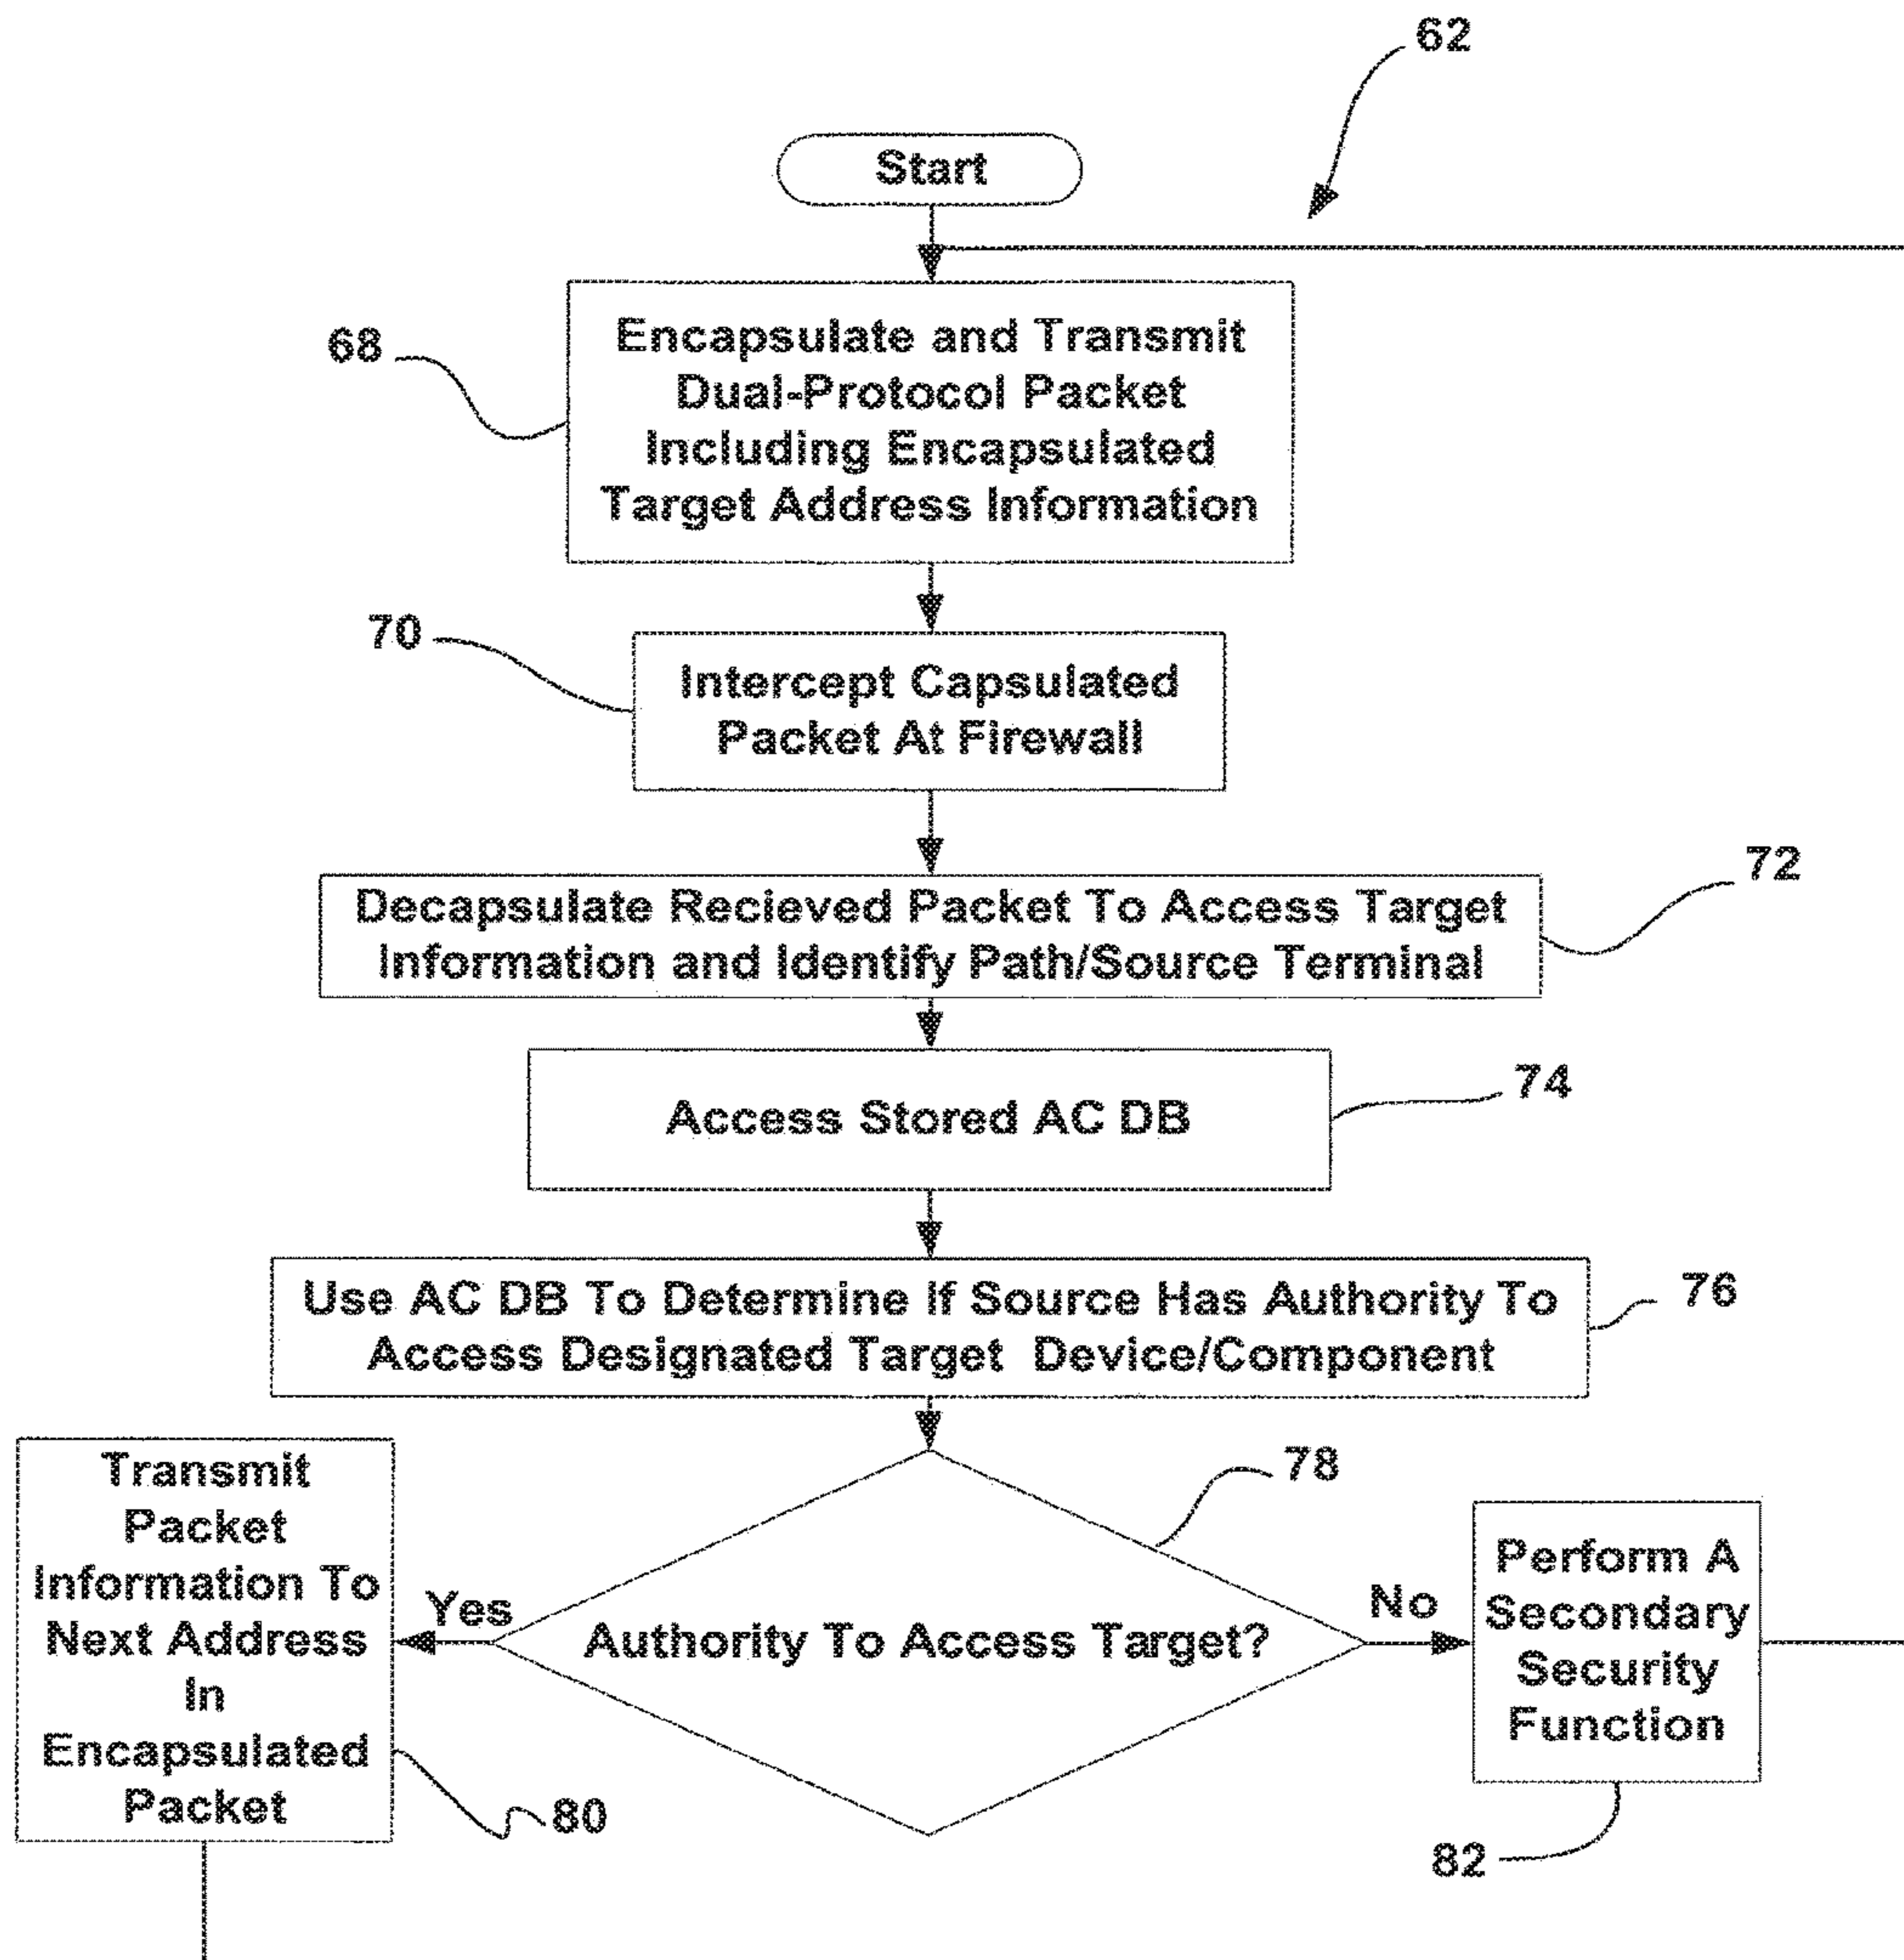 62
Start
68
Encapsulate and Transmit
Dual-Protocol Packet
Including Encapsulated
Target Address Information
70
Intercept Capsulated
Packet At Firewall
72
Decapsulate Recieved Packet To Access Target
Information and Identify Path/Source Terminal
74
Access Stored AC DB
76
Use AC DB To Determine If Source Has Authority To
Access Designated Target Device/Component
78
Authority To Access Target?
Yes
No
Transmit
Packet
Information To
Next Address
In
Encapsulated
Packet
80
Perform A
Secondary
Security
Function
82